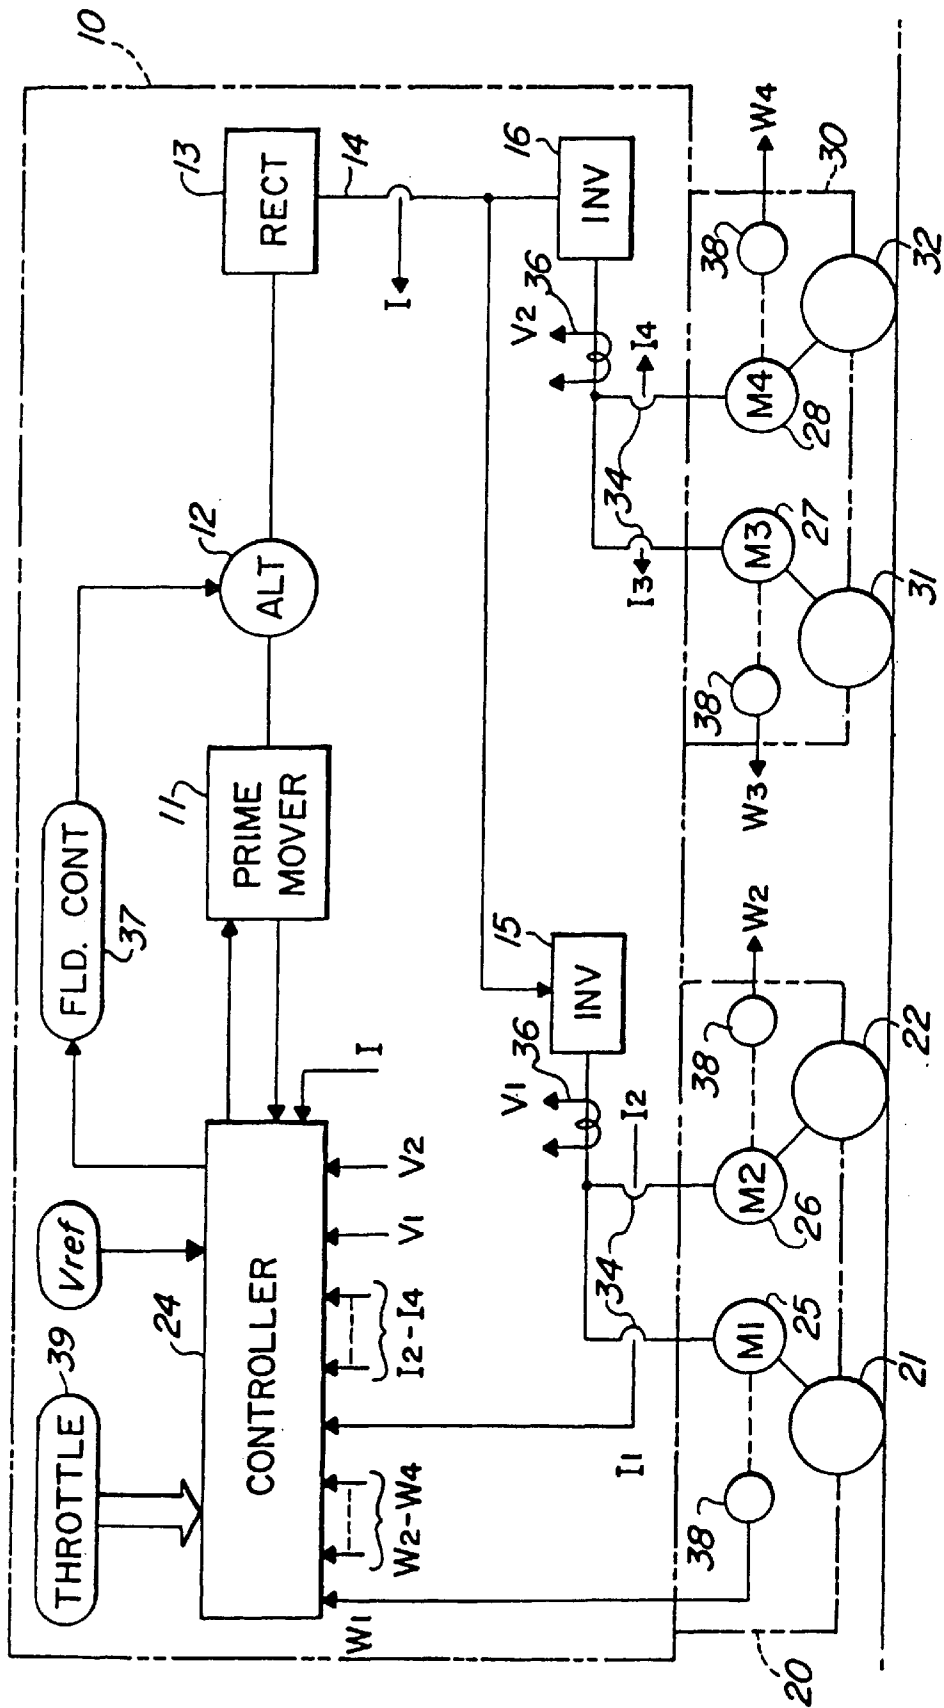 10
THROTTLE
39
Vref
FLD. CONT
37
24
CONTROLLER
11
PRIME
MOVER
12
ALT
13
RECT
14
I
I
V2
V1
I2-I4
W2-W4
W1
I1
15
INV
36
V1
I2
34
16
INV
36
V2
I4
34
I3
38
M1
25
21
M2
26
22
38
W2
20
W3
38
M3
27
31
M4
28
32
38
W4
30